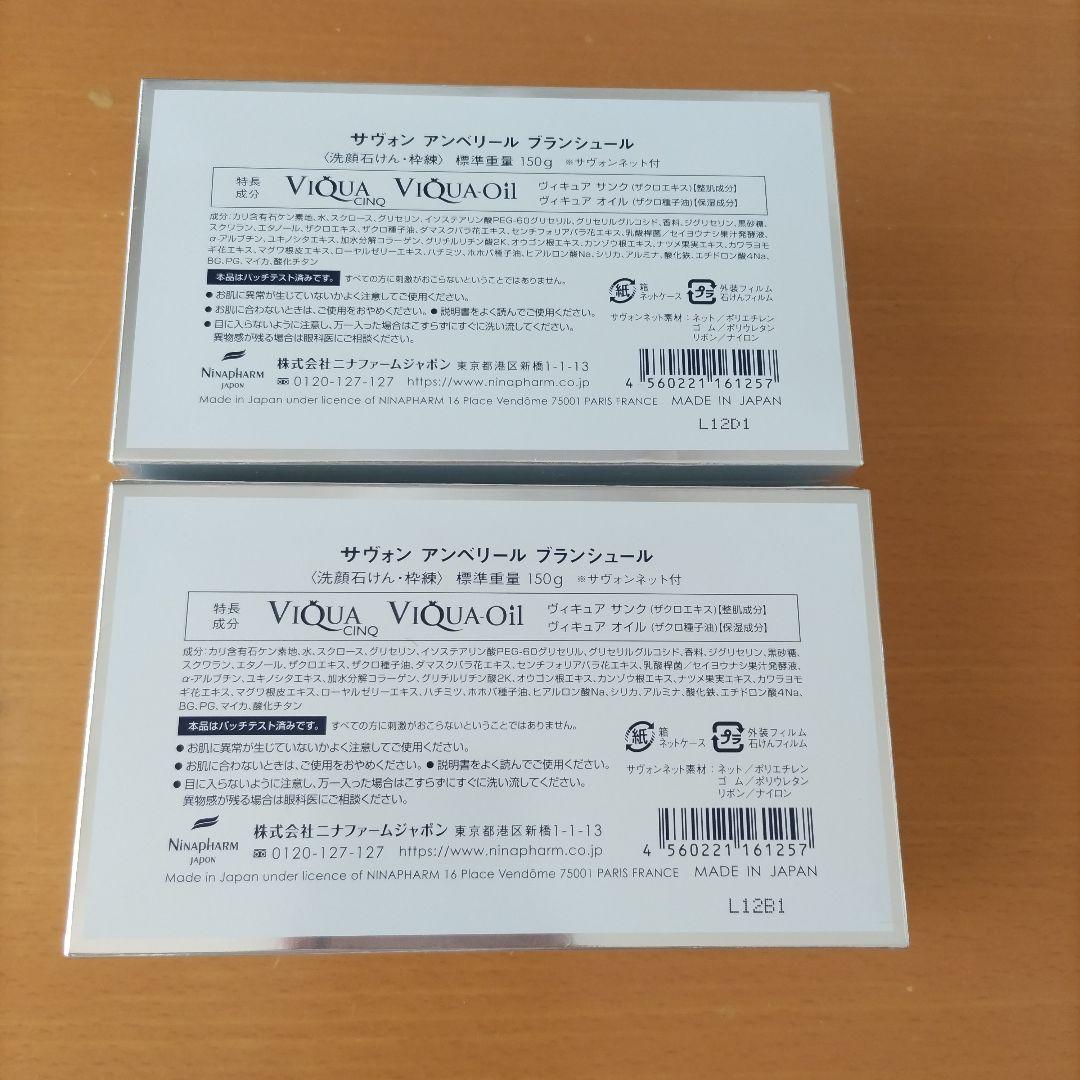 サヴォン アンベリール ブランシュール
〈洗顔石けん・枠練〉 標準重量 150g ※サヴォンネット付
特長
成分
VIQUA CINQ VIQUA-Oil
ヴィキュア サンク(ザクロエキス)【整肌成分】
ヴィキュア オイル(ザクロ種子油)【保湿成分】
成分:カリ含有石ケン素地、水、スクロース、グリセリン、イソステアリン酸PEG-60グリセリル、グリセリルグルコシド、香料、ジグリセリン、黒砂糖、
スクワラン、エタノール、ザクロエキス、ザクロ種子油、ダマスクバラ花エキス、センチフォリアバラ花エキス、乳酸桿菌/セイヨウナシ果汁発酵液、
α-アルブチン、ユキノシタエキス、加水分解コラーゲン、グリチルリチン酸2K、オウゴン根エキス、カンゾウ根エキス、ナツメ果実エキス、カワラヨモ
ギ花エキス、マグワ根皮エキス、ローヤルゼリーエキス、ハチミツ、ホホバ種子油、ヒアルロン酸Na、シリカ、アルミナ、酸化鉄、エチドロン酸4Na、
BG、PG、マイカ、酸化チタン
本品はパッチテスト済みです。 すべての方に刺激がおこらないということではありません。
●お肌に異常が生じていないかよく注意してご使用ください。
●お肌に合わないときは、ご使用をおやめください。●説明書をよく読んでご使用ください。
●目に入らないように注意し、万一入った場合はこすらずにすぐに洗い流してください。
異物感が残る場合は眼科医にご相談ください。
紙 箱
ネットケース
プラ 外装フィルム
石けんフィルム
サヴォンネット素材:ネット/ポリエチレン
ゴム/ポリウレタン
リボン/ナイロン
NINAPHARM
JAPON
株式会社ニナファームジャポン 東京都港区新橋1-1-13
0120-127-127 https://www.ninapharm.co.jp
4 560221 161257
Made in Japan under licence of NINAPHARM 16 Place Vendôme 75001 PARIS FRANCE MADE IN JAPAN
L12D1
サヴォン アンベリール ブランシュール
〈洗顔石けん・枠練〉 標準重量 150g ※サヴォンネット付
特長
成分
VIQUA CINQ VIQUA-Oil
ヴィキュア サンク(ザクロエキス)【整肌成分】
ヴィキュア オイル(ザクロ種子油)【保湿成分】
成分:カリ含有石ケン素地、水、スクロース、グリセリン、イソステアリン酸PEG-60グリセリル、グリセリルグルコシド、香料、ジグリセリン、黒砂糖、
スクワラン、エタノール、ザクロエキス、ザクロ種子油、ダマスクバラ花エキス、センチフォリアバラ花エキス、乳酸桿菌/セイヨウナシ果汁発酵液、
α-アルブチン、ユキノシタエキス、加水分解コラーゲン、グリチルリチン酸2K、オウゴン根エキス、カンゾウ根エキス、ナツメ果実エキス、カワラヨモ
ギ花エキス、マグワ根皮エキス、ローヤルゼリーエキス、ハチミツ、ホホバ種子油、ヒアルロン酸Na、シリカ、アルミナ、酸化鉄、エチドロン酸4Na、
BG、PG、マイカ、酸化チタン
本品はパッチテスト済みです。 すべての方に刺激がおこらないということではありません。
●お肌に異常が生じていないかよく注意してご使用ください。
●お肌に合わないときは、ご使用をおやめください。●説明書をよく読んでご使用ください。
●目に入らないように注意し、万一入った場合はこすらずにすぐに洗い流してください。
異物感が残る場合は眼科医にご相談ください。
紙 箱
ネットケース
プラ 外装フィルム
石けんフィルム
サヴォンネット素材:ネット/ポリエチレン
ゴム/ポリウレタン
リボン/ナイロン
NINAPHARM
JAPON
株式会社ニナファームジャポン 東京都港区新橋1-1-13
0120-127-127 https://www.ninapharm.co.jp
4 560221 161257
Made in Japan under licence of NINAPHARM 16 Place Vendôme 75001 PARIS FRANCE MADE IN JAPAN
L12B1